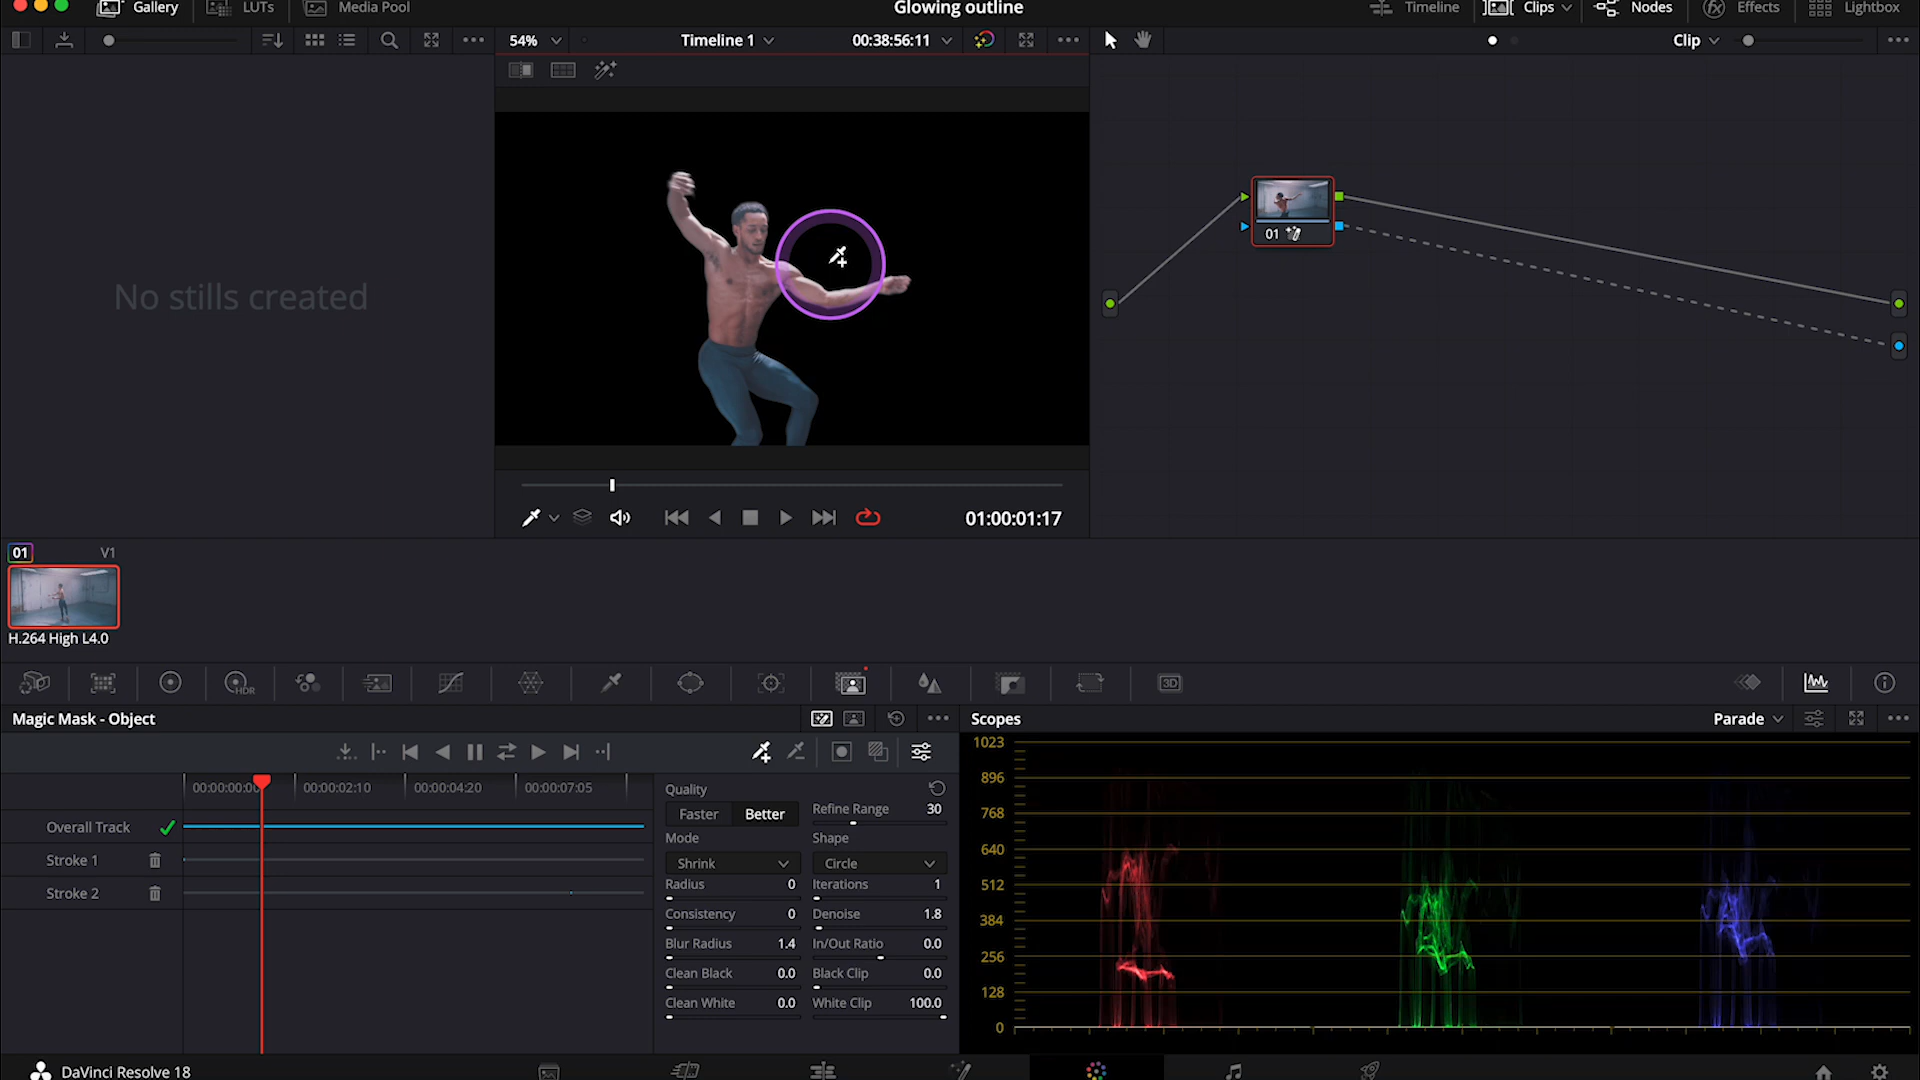 Gallery LUTs Media Pool Glowing outline Timeline Clips Nodes Effects Lightbox
54% Timeline 1 00:38:56:11 Clip
No stills created
01
01:00:01:17
01 V1
H.264 High L4.0
HDR 3D
Magic Mask - Object Scopes Parade
00:00:00:00 00:00:02:10 00:00:04:20 00:00:07:05
Overall Track
Stroke 1
Stroke 2
Quality
Faster Better Refine Range 30
Mode Shape
Shrink Circle
Radius 0 Iterations 1
Consistency 0 Denoise 1.8
Blur Radius 1.4 In/Out Ratio 0.0
Clean Black 0.0 Black Clip 0.0
Clean White 0.0 White Clip 100.0
1023
896
768
640
512
384
256
128
0
DaVinci Resolve 18